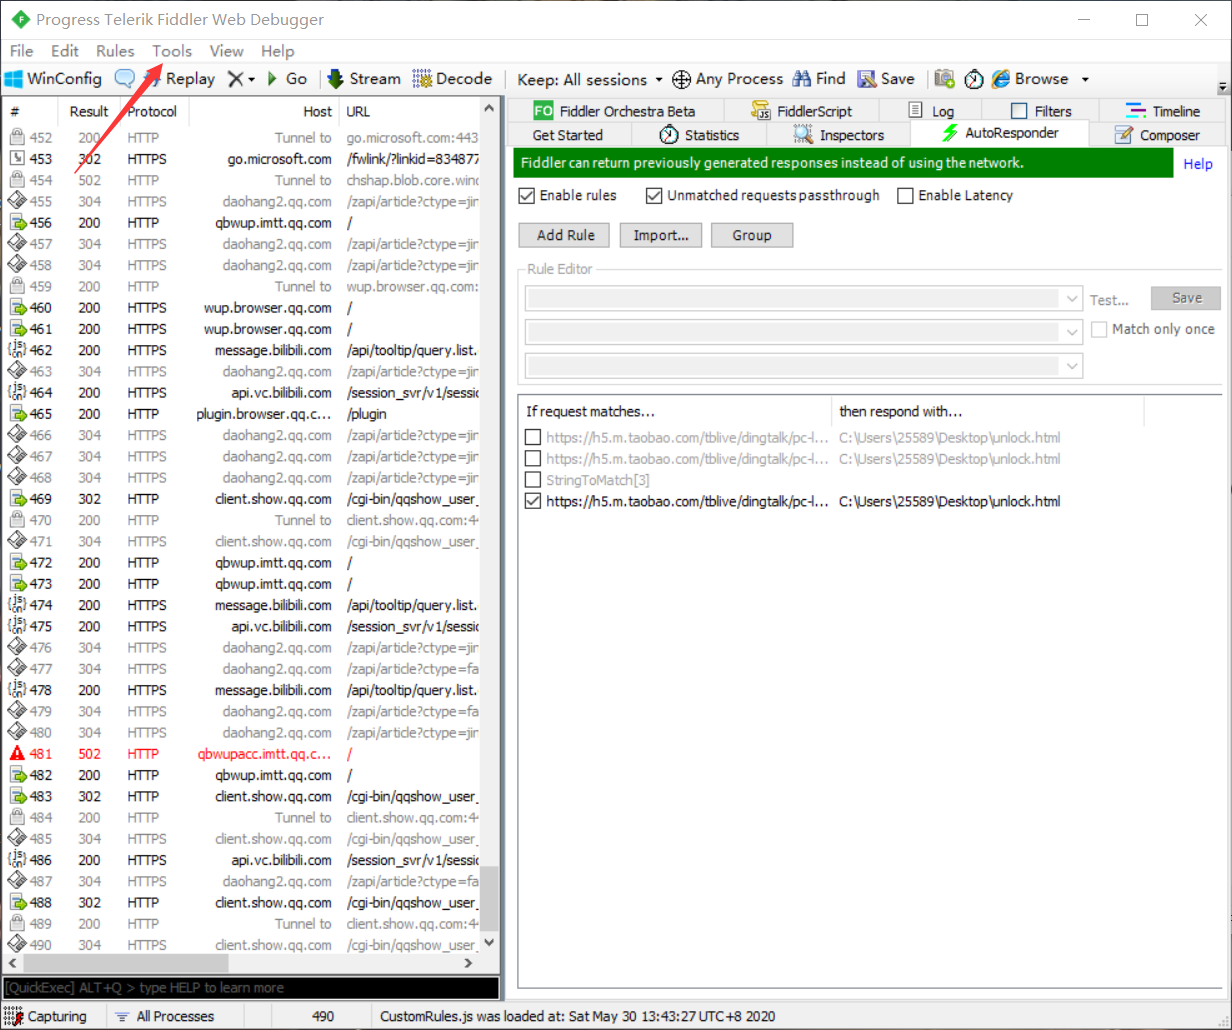 Progress Telerik Fiddler Web Debugger
File Edit Rules Tools View Help
WinConfig Replay Go Stream Decode Keep: All sessions Any Process Find Save Browse
# Result Protocol Host URL
452 200 HTTP Tunnel to go.microsoft.com:443
453 302 HTTPS go.microsoft.com /fwlink/?linkid=834877
454 502 HTTP Tunnel to chshap.blob.core.wind
455 304 HTTPS daohang2.qq.com /zapi/article?ctype=jin
456 200 HTTP qbwup.imtt.qq.com /
457 304 HTTPS daohang2.qq.com /zapi/article?ctype=jin
458 304 HTTPS daohang2.qq.com /zapi/article?ctype=jin
459 200 HTTP Tunnel to wup.browser.qq.com:
460 200 HTTPS wup.browser.qq.com /
461 200 HTTPS wup.browser.qq.com /
462 200 HTTPS message.bilibili.com /api/tooltip/query.list.
463 304 HTTPS daohang2.qq.com /zapi/article?ctype=jin
464 200 HTTPS api.vc.bilibili.com /session_svr/v1/sessi
465 200 HTTP plugin.browser.qq.c... /plugin
466 304 HTTPS daohang2.qq.com /zapi/article?ctype=jin
467 304 HTTPS daohang2.qq.com /zapi/article?ctype=jin
468 304 HTTPS daohang2.qq.com /zapi/article?ctype=jin
469 302 HTTP client.show.qq.com /cgi-bin/qqshow_user_
470 200 HTTP Tunnel to client.show.qq.com:4
471 304 HTTPS client.show.qq.com /cgi-bin/qqshow_user_
472 200 HTTP qbwup.imtt.qq.com /
473 200 HTTP qbwup.imtt.qq.com /
474 200 HTTPS message.bilibili.com /api/tooltip/query.list.
475 200 HTTPS api.vc.bilibili.com /session_svr/v1/sessi
476 304 HTTPS daohang2.qq.com /zapi/article?ctype=jin
477 304 HTTPS daohang2.qq.com /zapi/article?ctype=fa
478 200 HTTPS message.bilibili.com /api/tooltip/query.list.
479 304 HTTPS daohang2.qq.com /zapi/article?ctype=fa
480 304 HTTPS daohang2.qq.com /zapi/article?ctype=jin
481 502 HTTP qbwupacc.imtt.qq.c... /
482 200 HTTP qbwup.imtt.qq.com /
483 302 HTTP client.show.qq.com /cgi-bin/qqshow_user_
484 200 HTTP Tunnel to client.show.qq.com:4
485 304 HTTPS client.show.qq.com /cgi-bin/qqshow_user_
486 200 HTTPS api.vc.bilibili.com /session_svr/v1/sessi
487 304 HTTPS daohang2.qq.com /zapi/article?ctype=fa
488 302 HTTP client.show.qq.com /cgi-bin/qqshow_user_
489 200 HTTP Tunnel to client.show.qq.com:4
490 304 HTTPS client.show.qq.com /cgi-bin/qqshow_user_
[QuickExec] ALT+Q > type HELP to learn more
FO Fiddler Orchestra Beta FiddlerScript Log Filters Timeline
Get Started Statistics Inspectors AutoResponder Composer
Fiddler can return previously generated responses instead of using the network. Help
Enable rules Unmatched requests passthrough Enable Latency
Add Rule Import... Group
Rule Editor
Test... Save
Match only once
If request matches... then respond with...
https://h5.m.taobao.com/tblive/dingtalk/pc-l... C:\Users\25589\Desktop\unlock.html
https://h5.m.taobao.com/tblive/dingtalk/pc-l... C:\Users\25589\Desktop\unlock.html
StringToMatch[3]
https://h5.m.taobao.com/tblive/dingtalk/pc-l... C:\Users\25589\Desktop\unlock.html
Capturing All Processes 490 CustomRules.js was loaded at: Sat May 30 13:43:27 UTC+8 2020